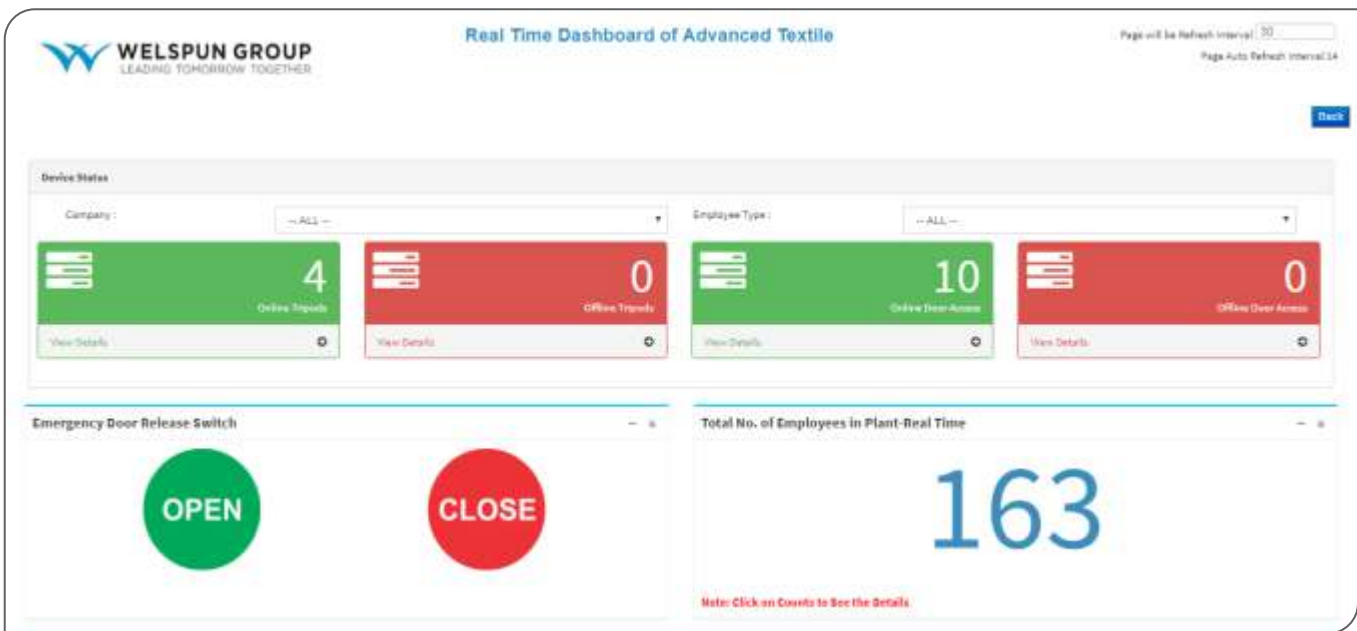 WELSPUN GROUP
LEADING TOMORROW TOGETHER
Real Time Dashboard of Advanced Textile
Page will be Refresh Interval 30
Page Auto Refresh Interval:14
Back
Device Status
Company : -- ALL -- Employee Type : -- ALL --
4 0 10 0
Online Tripods Offline Tripods Online Door Access Offline Door Access
View Details View Details View Details View Details
Emergency Door Release Switch
OPEN CLOSE
Total No. of Employees in Plant-Real Time
163
Note: Click on Counts to See the Details